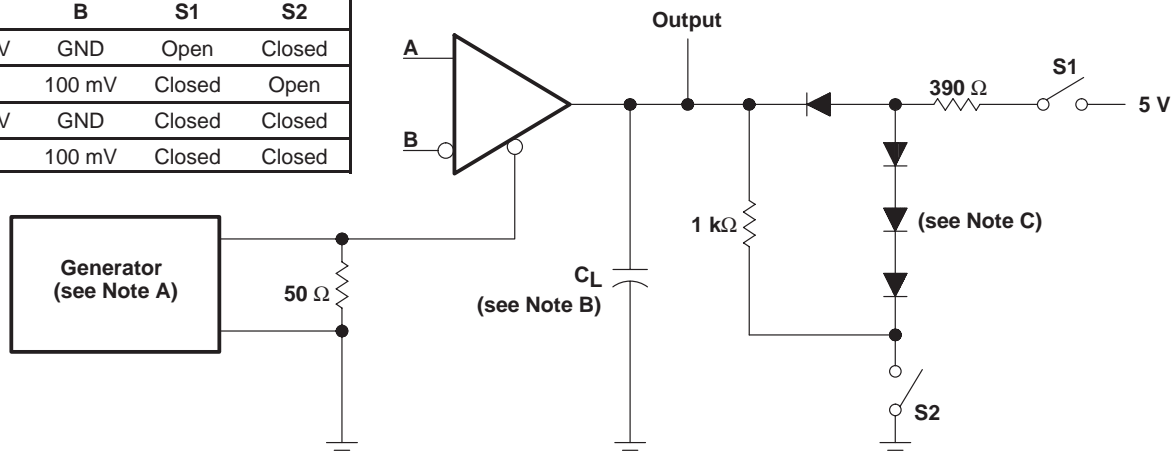 B S1 S2
V GND Open Closed
100 mV Closed Open
V GND Closed Closed
100 mV Closed Closed
Output
A
B
390 Ω
S1
5 V
1 kΩ
(see Note C)
Generator
(see Note A)
50 Ω
CL
(see Note B)
S2